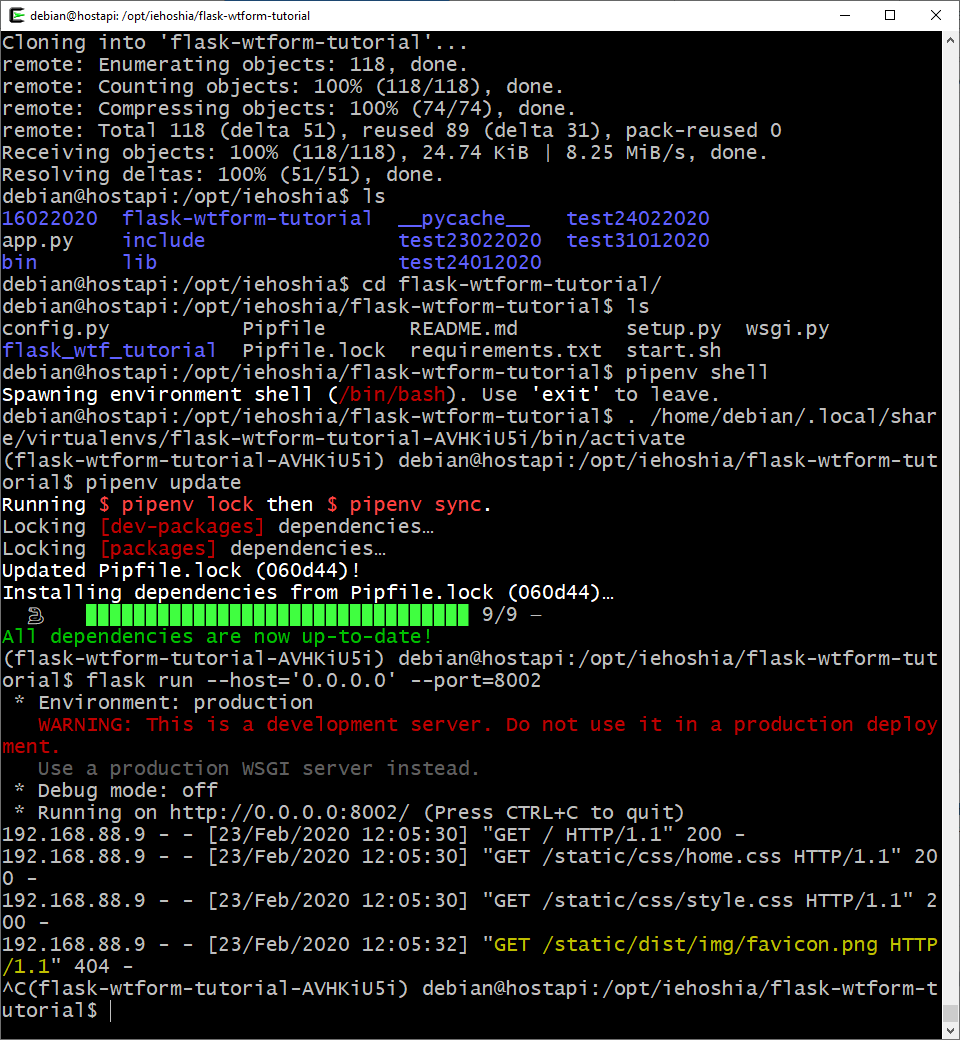 debian@hostapi: /opt/iehoshia/flask-wtform-tutorial
Cloning into 'flask-wtform-tutorial'...
remote: Enumerating objects: 118, done.
remote: Counting objects: 100% (118/118), done.
remote: Compressing objects: 100% (74/74), done.
remote: Total 118 (delta 51), reused 89 (delta 31), pack-reused 0
Receiving objects: 100% (118/118), 24.74 KiB | 8.25 MiB/s, done.
Resolving deltas: 100% (51/51), done.
debian@hostapi:/opt/iehoshia$ ls
16022020  flask-wtform-tutorial  __pycache__   test24022020
app.py    include                test23022020  test31012020
bin       lib                    test24012020
debian@hostapi:/opt/iehoshia$ cd flask-wtform-tutorial/
debian@hostapi:/opt/iehoshia/flask-wtform-tutorial$ ls
config.py           Pipfile       README.md         setup.py  wsgi.py
flask_wtf_tutorial  Pipfile.lock  requirements.txt  start.sh
debian@hostapi:/opt/iehoshia/flask-wtform-tutorial$ pipenv shell
Spawning environment shell (/bin/bash). Use 'exit' to leave.
debian@hostapi:/opt/iehoshia/flask-wtform-tutorial$ . /home/debian/.local/shar
e/virtualenvs/flask-wtform-tutorial-AVHKiU5i/bin/activate
(flask-wtform-tutorial-AVHKiU5i) debian@hostapi:/opt/iehoshia/flask-wtform-tut
orial$ pipenv update
Running $ pipenv lock then $ pipenv sync.
Locking [dev-packages] dependencies…
Locking [packages] dependencies…
Updated Pipfile.lock (060d44)!
Installing dependencies from Pipfile.lock (060d44)…
9/9 —
All dependencies are now up-to-date!
(flask-wtform-tutorial-AVHKiU5i) debian@hostapi:/opt/iehoshia/flask-wtform-tut
orial$ flask run --host='0.0.0.0' --port=8002
 * Environment: production
   WARNING: This is a development server. Do not use it in a production deploy
ment.
   Use a production WSGI server instead.
 * Debug mode: off
 * Running on http://0.0.0.0:8002/ (Press CTRL+C to quit)
192.168.88.9 - - [23/Feb/2020 12:05:30] "GET / HTTP/1.1" 200 -
192.168.88.9 - - [23/Feb/2020 12:05:30] "GET /static/css/home.css HTTP/1.1" 20
0 -
192.168.88.9 - - [23/Feb/2020 12:05:30] "GET /static/css/style.css HTTP/1.1" 2
00 -
192.168.88.9 - - [23/Feb/2020 12:05:32] "GET /static/dist/img/favicon.png HTTP
/1.1" 404 -
^C(flask-wtform-tutorial-AVHKiU5i) debian@hostapi:/opt/iehoshia/flask-wtform-t
utorial$